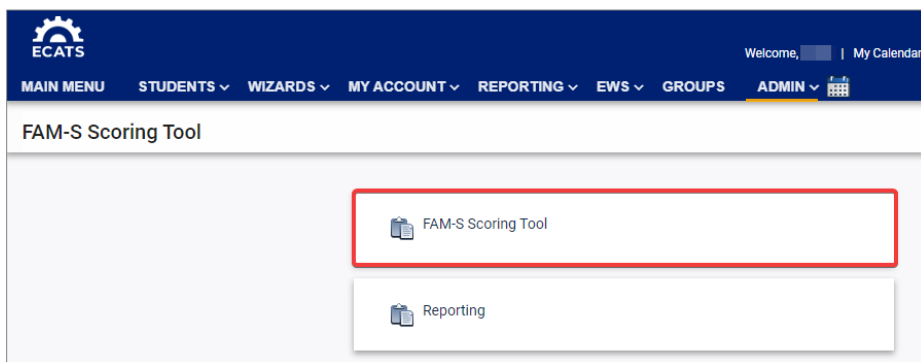 ECATS
Welcome, | My Calendar
MAIN MENU STUDENTS WIZARDS MY ACCOUNT REPORTING EWS GROUPS ADMIN
FAM-S Scoring Tool
FAM-S Scoring Tool
Reporting